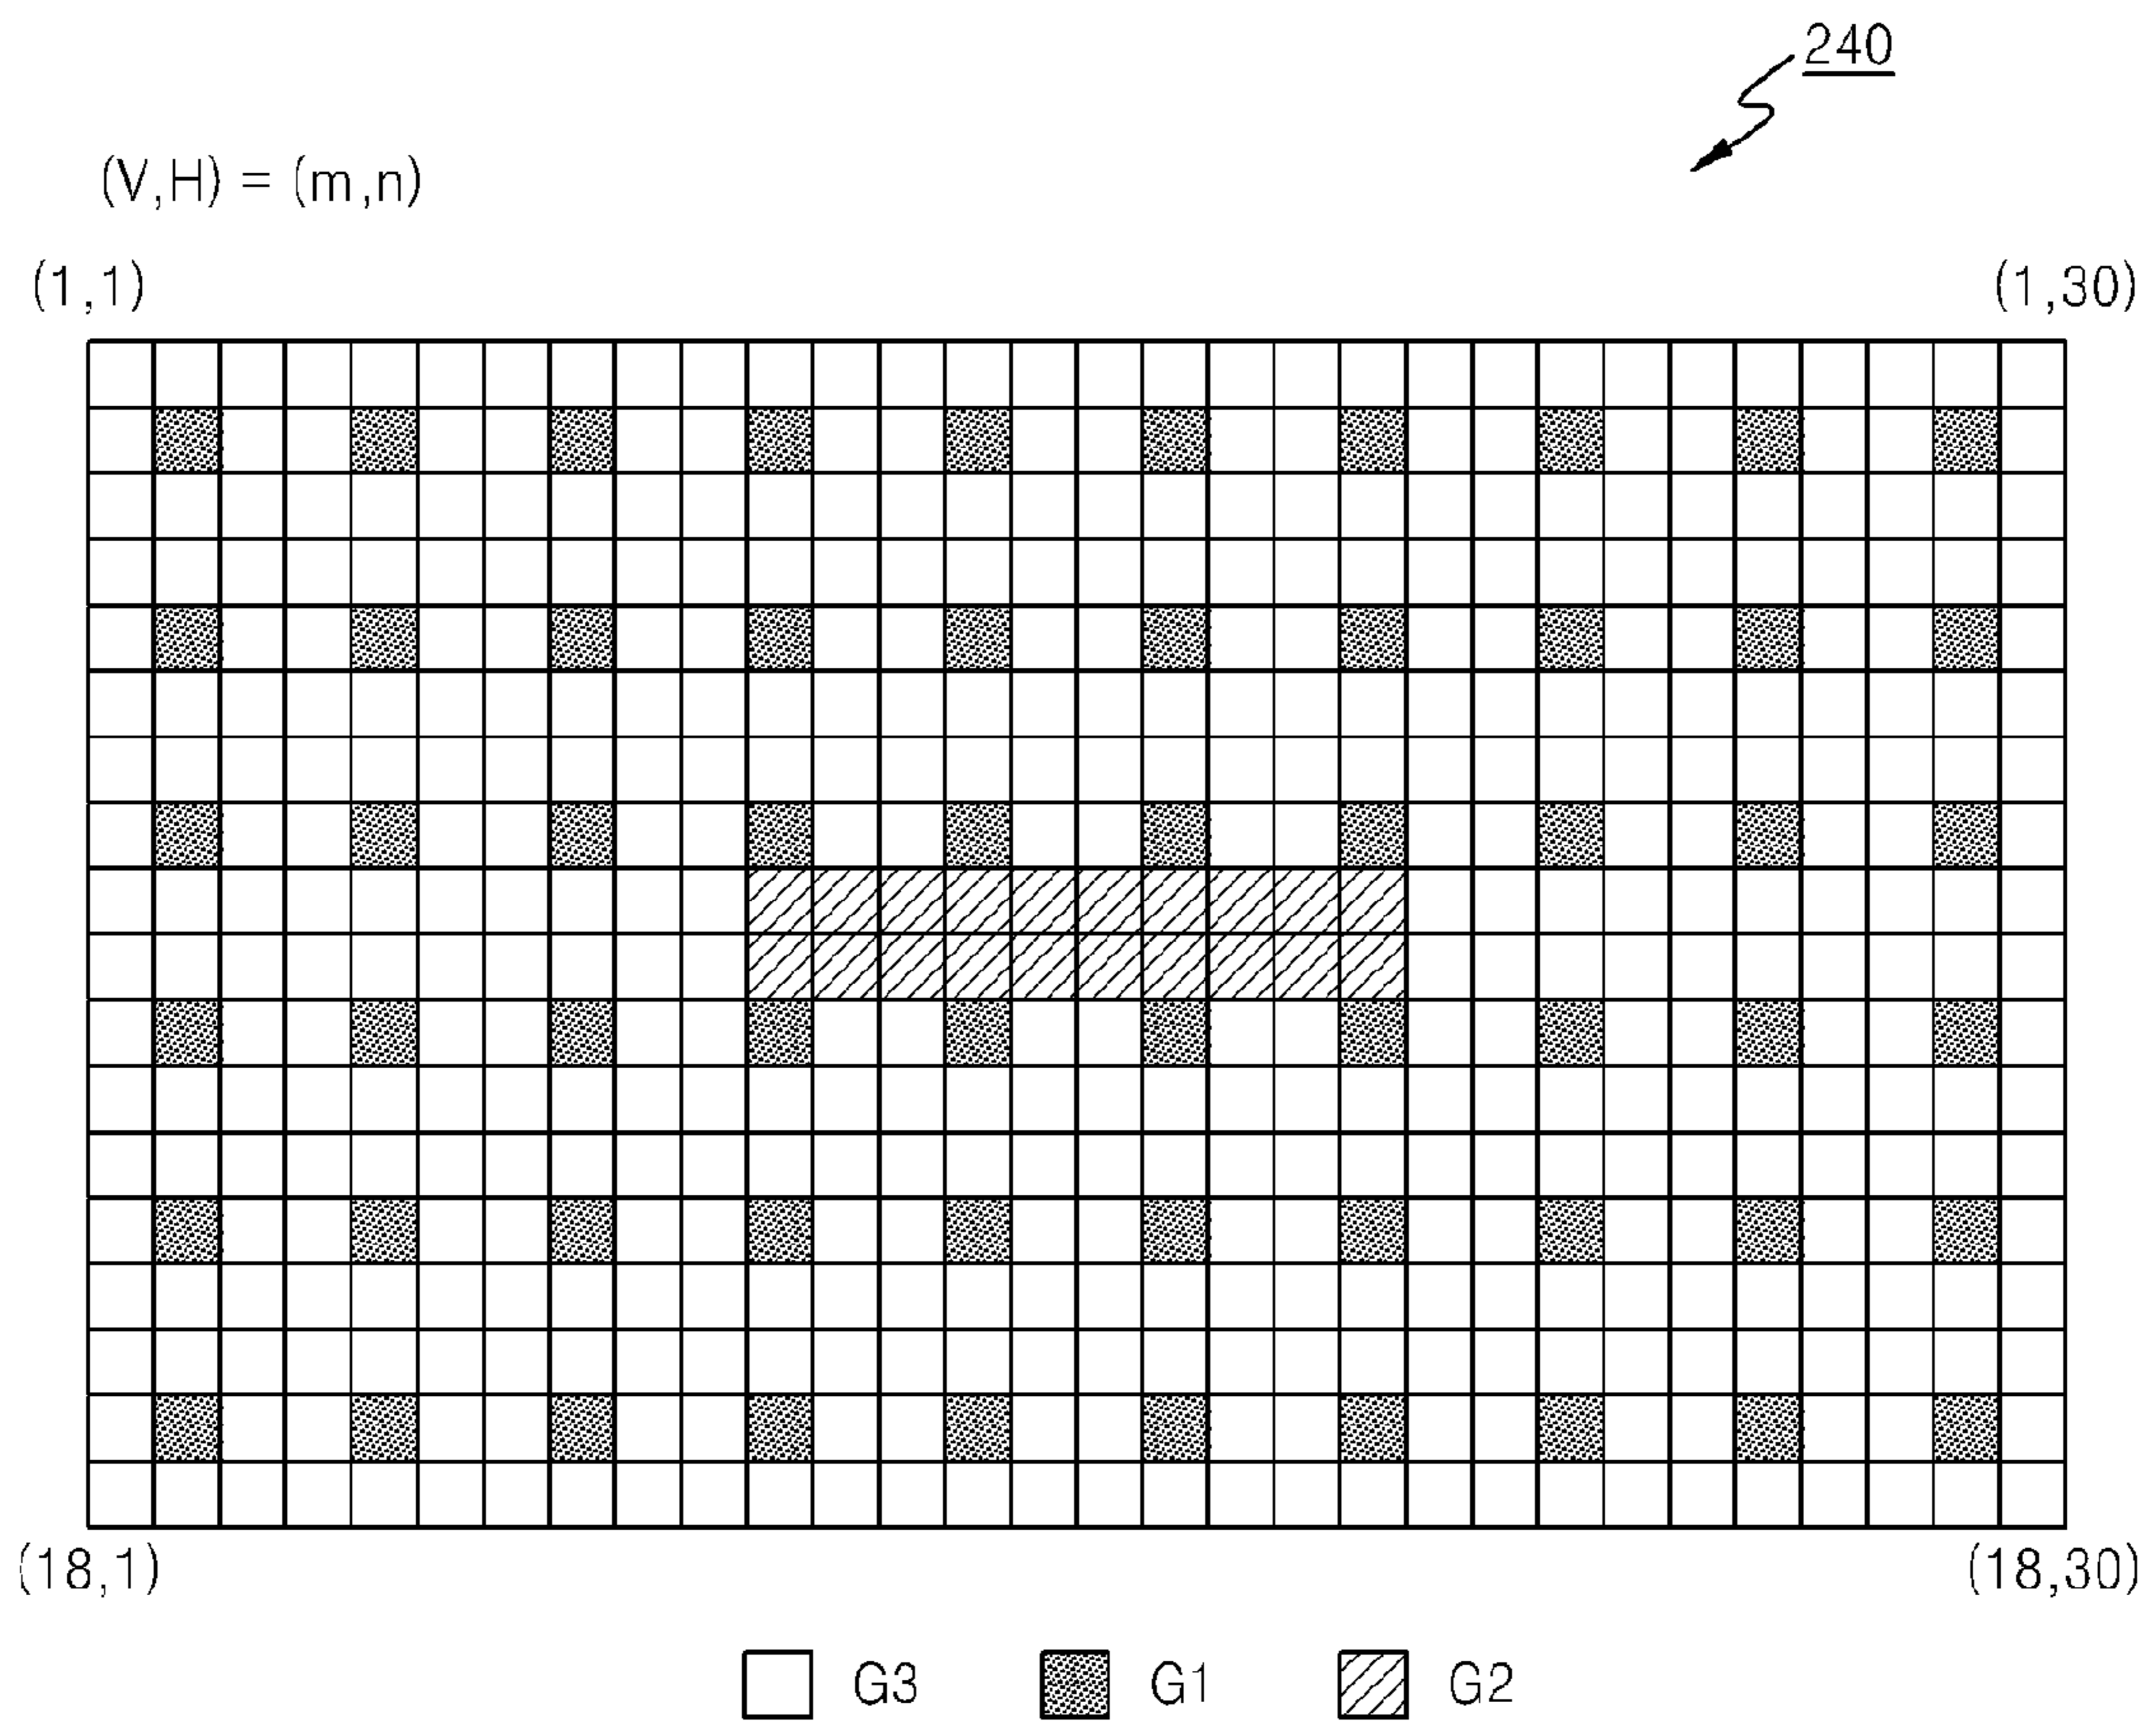 240
(V,H) = (m,n)
(1,1)
(1,30)
(18,1)
(18,30)
G3
G1
G2